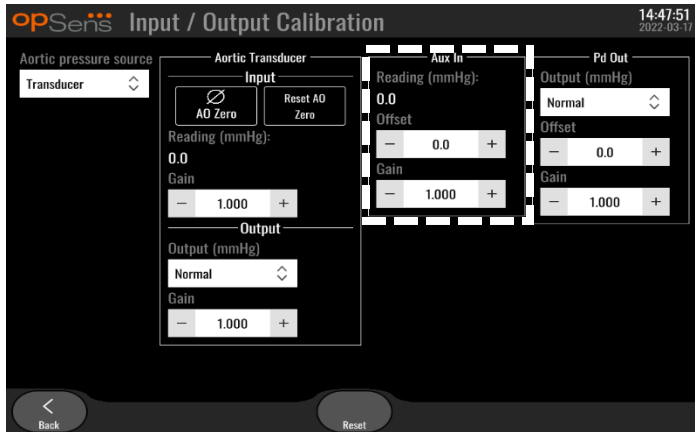 opSens Input / Output Calibration
14:47:51
2022-03-17
Aortic pressure source
Transducer
Aortic Transducer
Input
AO Zero
Reset AO
Zero
Reading (mmHg):
0.0
Gain
− 1.000 +
Output
Output (mmHg)
Normal
Gain
− 1.000 +
Aux In
Reading (mmHg):
0.0
Offset
− 0.0 +
Gain
− 1.000 +
Pd Out
Output (mmHg)
Normal
Offset
− 0.0 +
Gain
− 1.000 +
Back
Reset